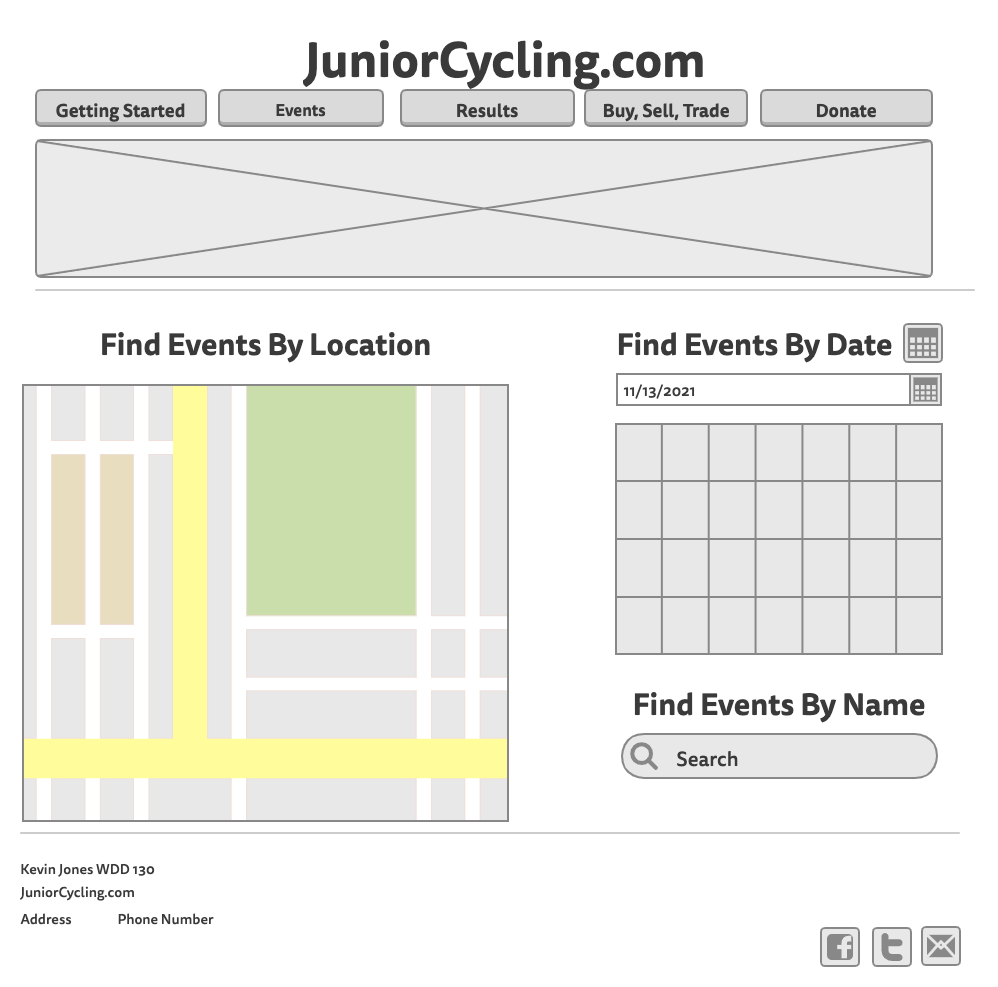 JuniorCycling.com
Getting Started
Events
Results
Buy, Sell, Trade
Donate
Find Events By Location
Find Events By Date
11/13/2021
Find Events By Name
Search
Kevin Jones WDD 130
JuniorCycling.com
Address Phone Number